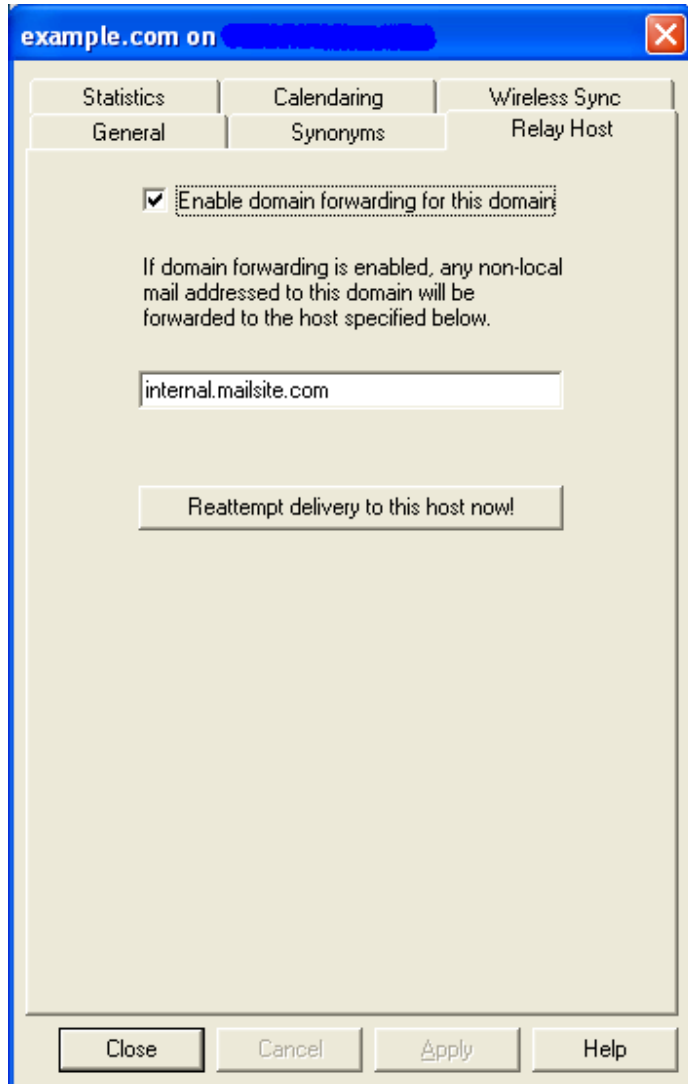 example.com on
Statistics Calendaring Wireless Sync
General Synonyms Relay Host
Enable domain forwarding for this domain
If domain forwarding is enabled, any non-local
mail addressed to this domain will be
forwarded to the host specified below.
internal.mailsite.com
Reattempt delivery to this host now!
Close Cancel Apply Help